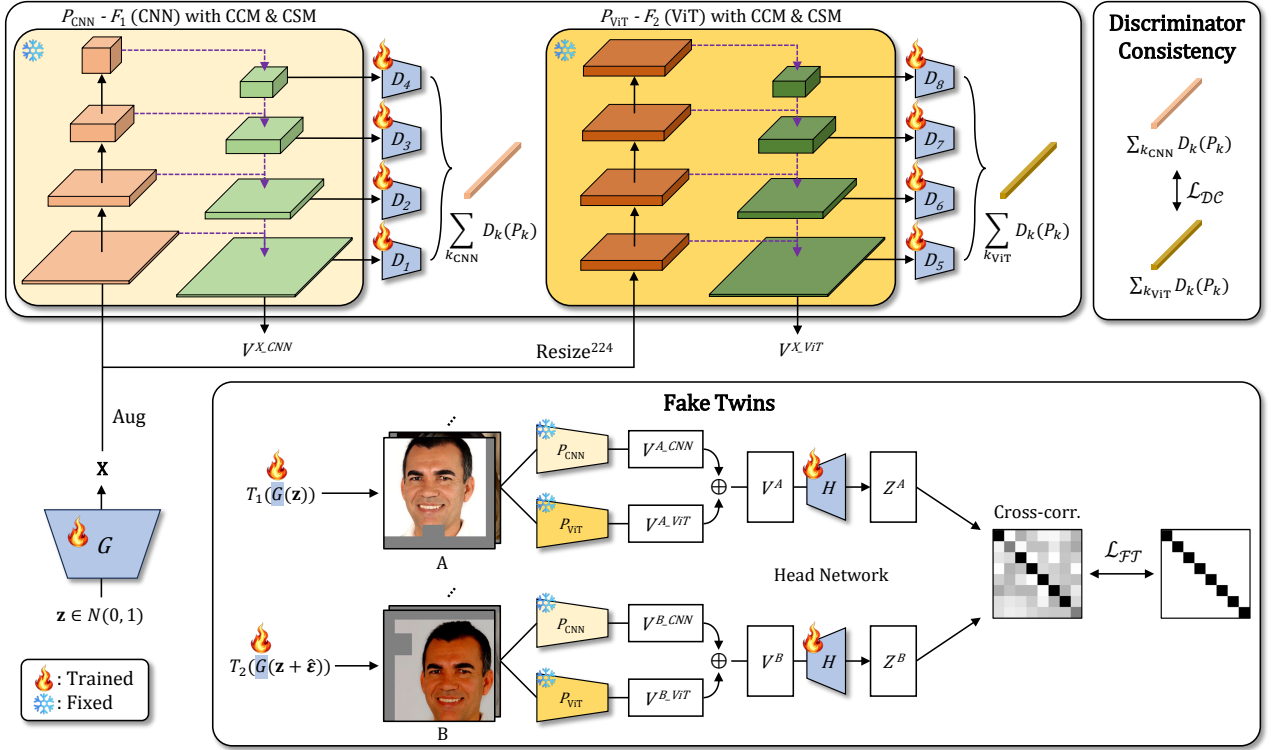 P_CNN - F_1 (CNN) with CCM & CSM
P_ViT - F_2 (ViT) with CCM & CSM
Discriminator
Consistency
D_4
D_3
D_2
D_1
∑_{k_CNN} D_k(P_k)
D_8
D_7
D_6
D_5
∑_{k_ViT} D_k(P_k)
∑_{k_CNN} D_k(P_k)
ℒ_𝒟𝒞
∑_{k_ViT} D_k(P_k)
V^{X_CNN}
Resize^{224}
V^{X_ViT}
Aug
x
G
z ∈ N(0, 1)
: Trained
: Fixed
Fake Twins
...
T_1(G(z))
A
P_CNN
V^{A_CNN}
P_ViT
V^{A_ViT}
⊕
V^A
H
Z^A
Head Network
Cross-corr.
ℒ_ℱ𝒯
...
T_2(G(z + ε̂))
B
P_CNN
V^{B_CNN}
P_ViT
V^{B_ViT}
⊕
V^B
H
Z^B